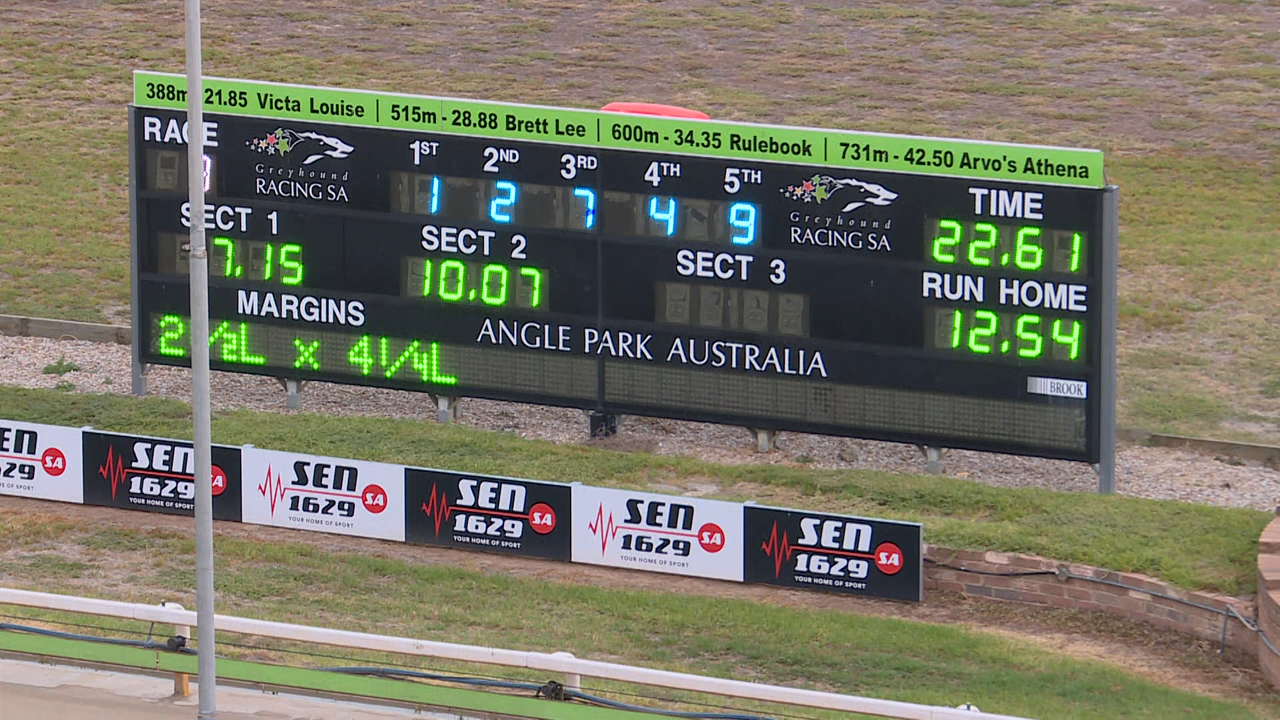 388m 21.85 Victa Louise | 515m - 28.88 Brett Lee | 600m - 34.35 Rulebook | 731m - 42.50 Arvo's Athena
RACE
Greyhound
RACING SA
1ST 2ND 3RD 4TH 5TH
1 2 7 4 9
Greyhound
RACING SA
TIME
22.61
SECT 1
7.15
SECT 2
10.07
SECT 3
RUN HOME
12.54
MARGINS
2 1/2L x 4 1/4L
ANGLE PARK AUSTRALIA
BROOK
EN
29 SA
SEN
1629 SA
YOUR HOME OF SPORT
SEN
1629 SA
YOUR HOME OF SPORT
SEN
1629 SA
YOUR HOME OF SPORT
SEN
1629 SA
YOUR HOME OF SPORT
SEN
1629 SA
YOUR HOME OF SPORT